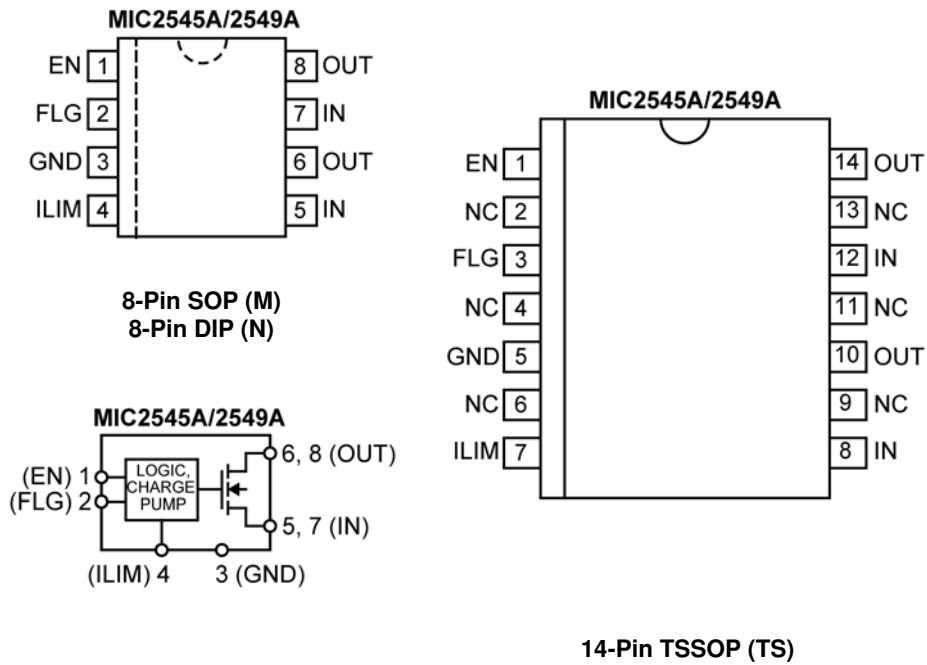 MIC2545A/2549A
EN 1 8 OUT
FLG 2 7 IN
GND 3 6 OUT
ILIM 4 5 IN
8-Pin SOP (M)
8-Pin DIP (N)
MIC2545A/2549A
(EN) 1
(FLG) 2
LOGIC,
CHARGE
PUMP
6, 8 (OUT)
5, 7 (IN)
(ILIM) 4 3 (GND)
MIC2545A/2549A
EN 1 14 OUT
NC 2 13 NC
FLG 3 12 IN
NC 4 11 NC
GND 5 10 OUT
NC 6 9 NC
ILIM 7 8 IN
14-Pin TSSOP (TS)